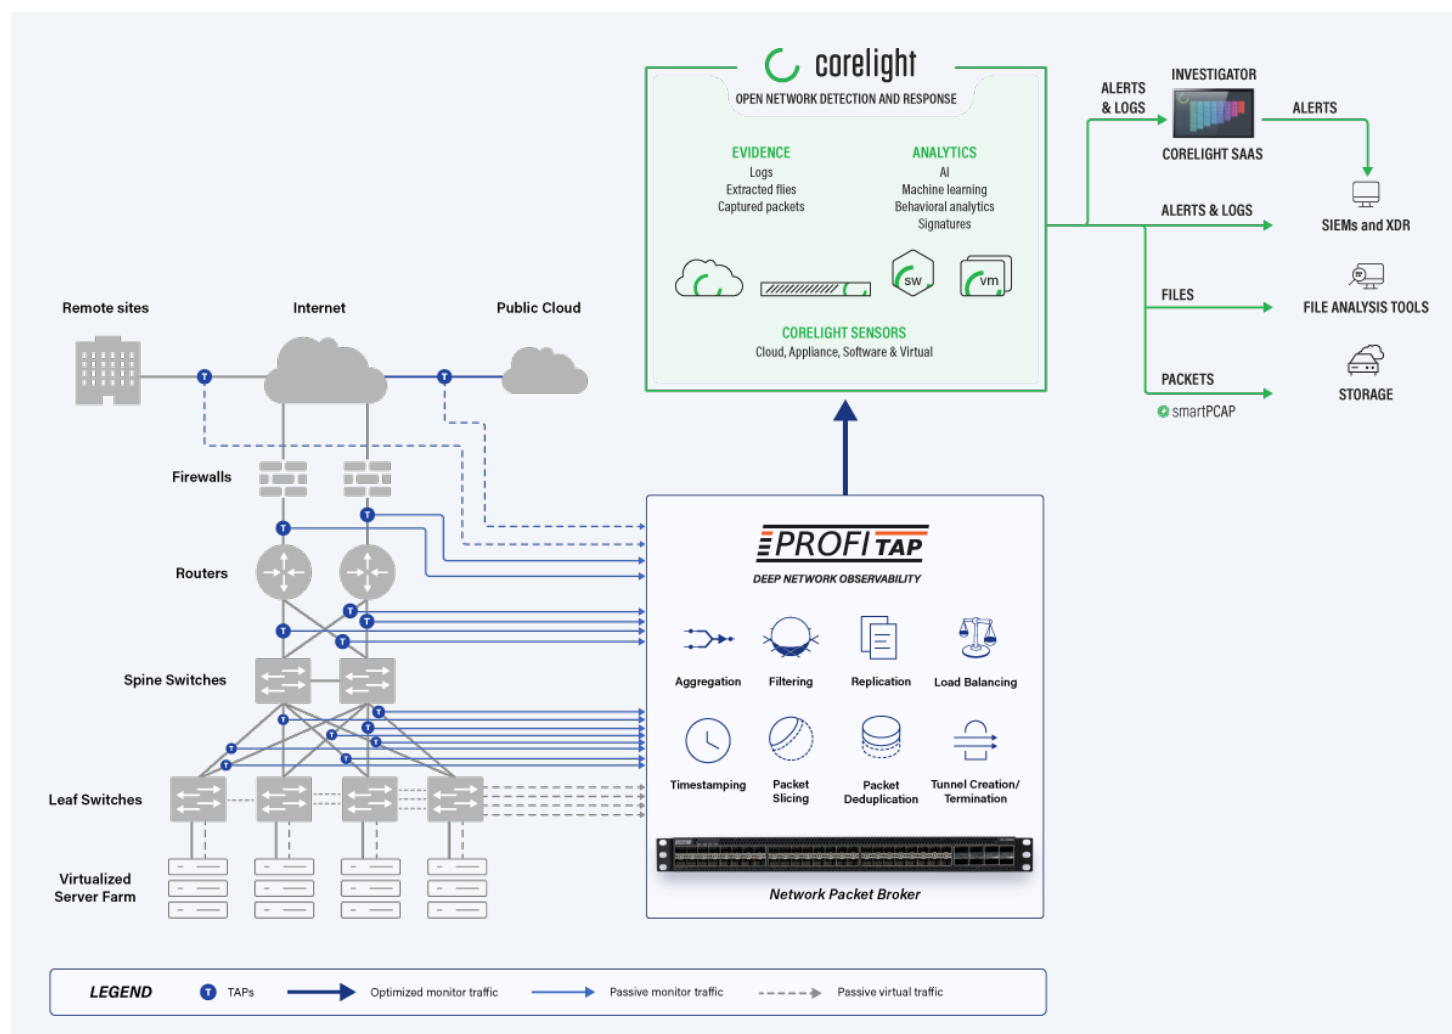 corelight
OPEN NETWORK DETECTION AND RESPONSE
EVIDENCE
Logs
Extracted flies
Captured packets
ANALYTICS
AI
Machine learning
Behavioral analytics
Signatures
sw
vm
CORELIGHT SENSORS
Cloud, Appliance, Software & Virtual
ALERTS
& LOGS
INVESTIGATOR
CORELIGHT SAAS
ALERTS
ALERTS & LOGS
SIEMs and XDR
FILES
FILE ANALYSIS TOOLS
PACKETS
smartPCAP
STORAGE
Remote sites
Internet
Public Cloud
T
T
Firewalls
T
T
Routers
T
T
T
T
Spine Switches
T
T
T
T
T
T
T
T
Leaf Switches
Virtualized
Server Farm
PROFITAP
DEEP NETWORK OBSERVABILITY
Aggregation
Filtering
Replication
Load Balancing
Timestamping
Packet
Slicing
Packet
Deduplication
Tunnel Creation/
Termination
Network Packet Broker
LEGEND
T
TAPs
Optimized monitor traffic
Passive monitor traffic
Passive virtual traffic